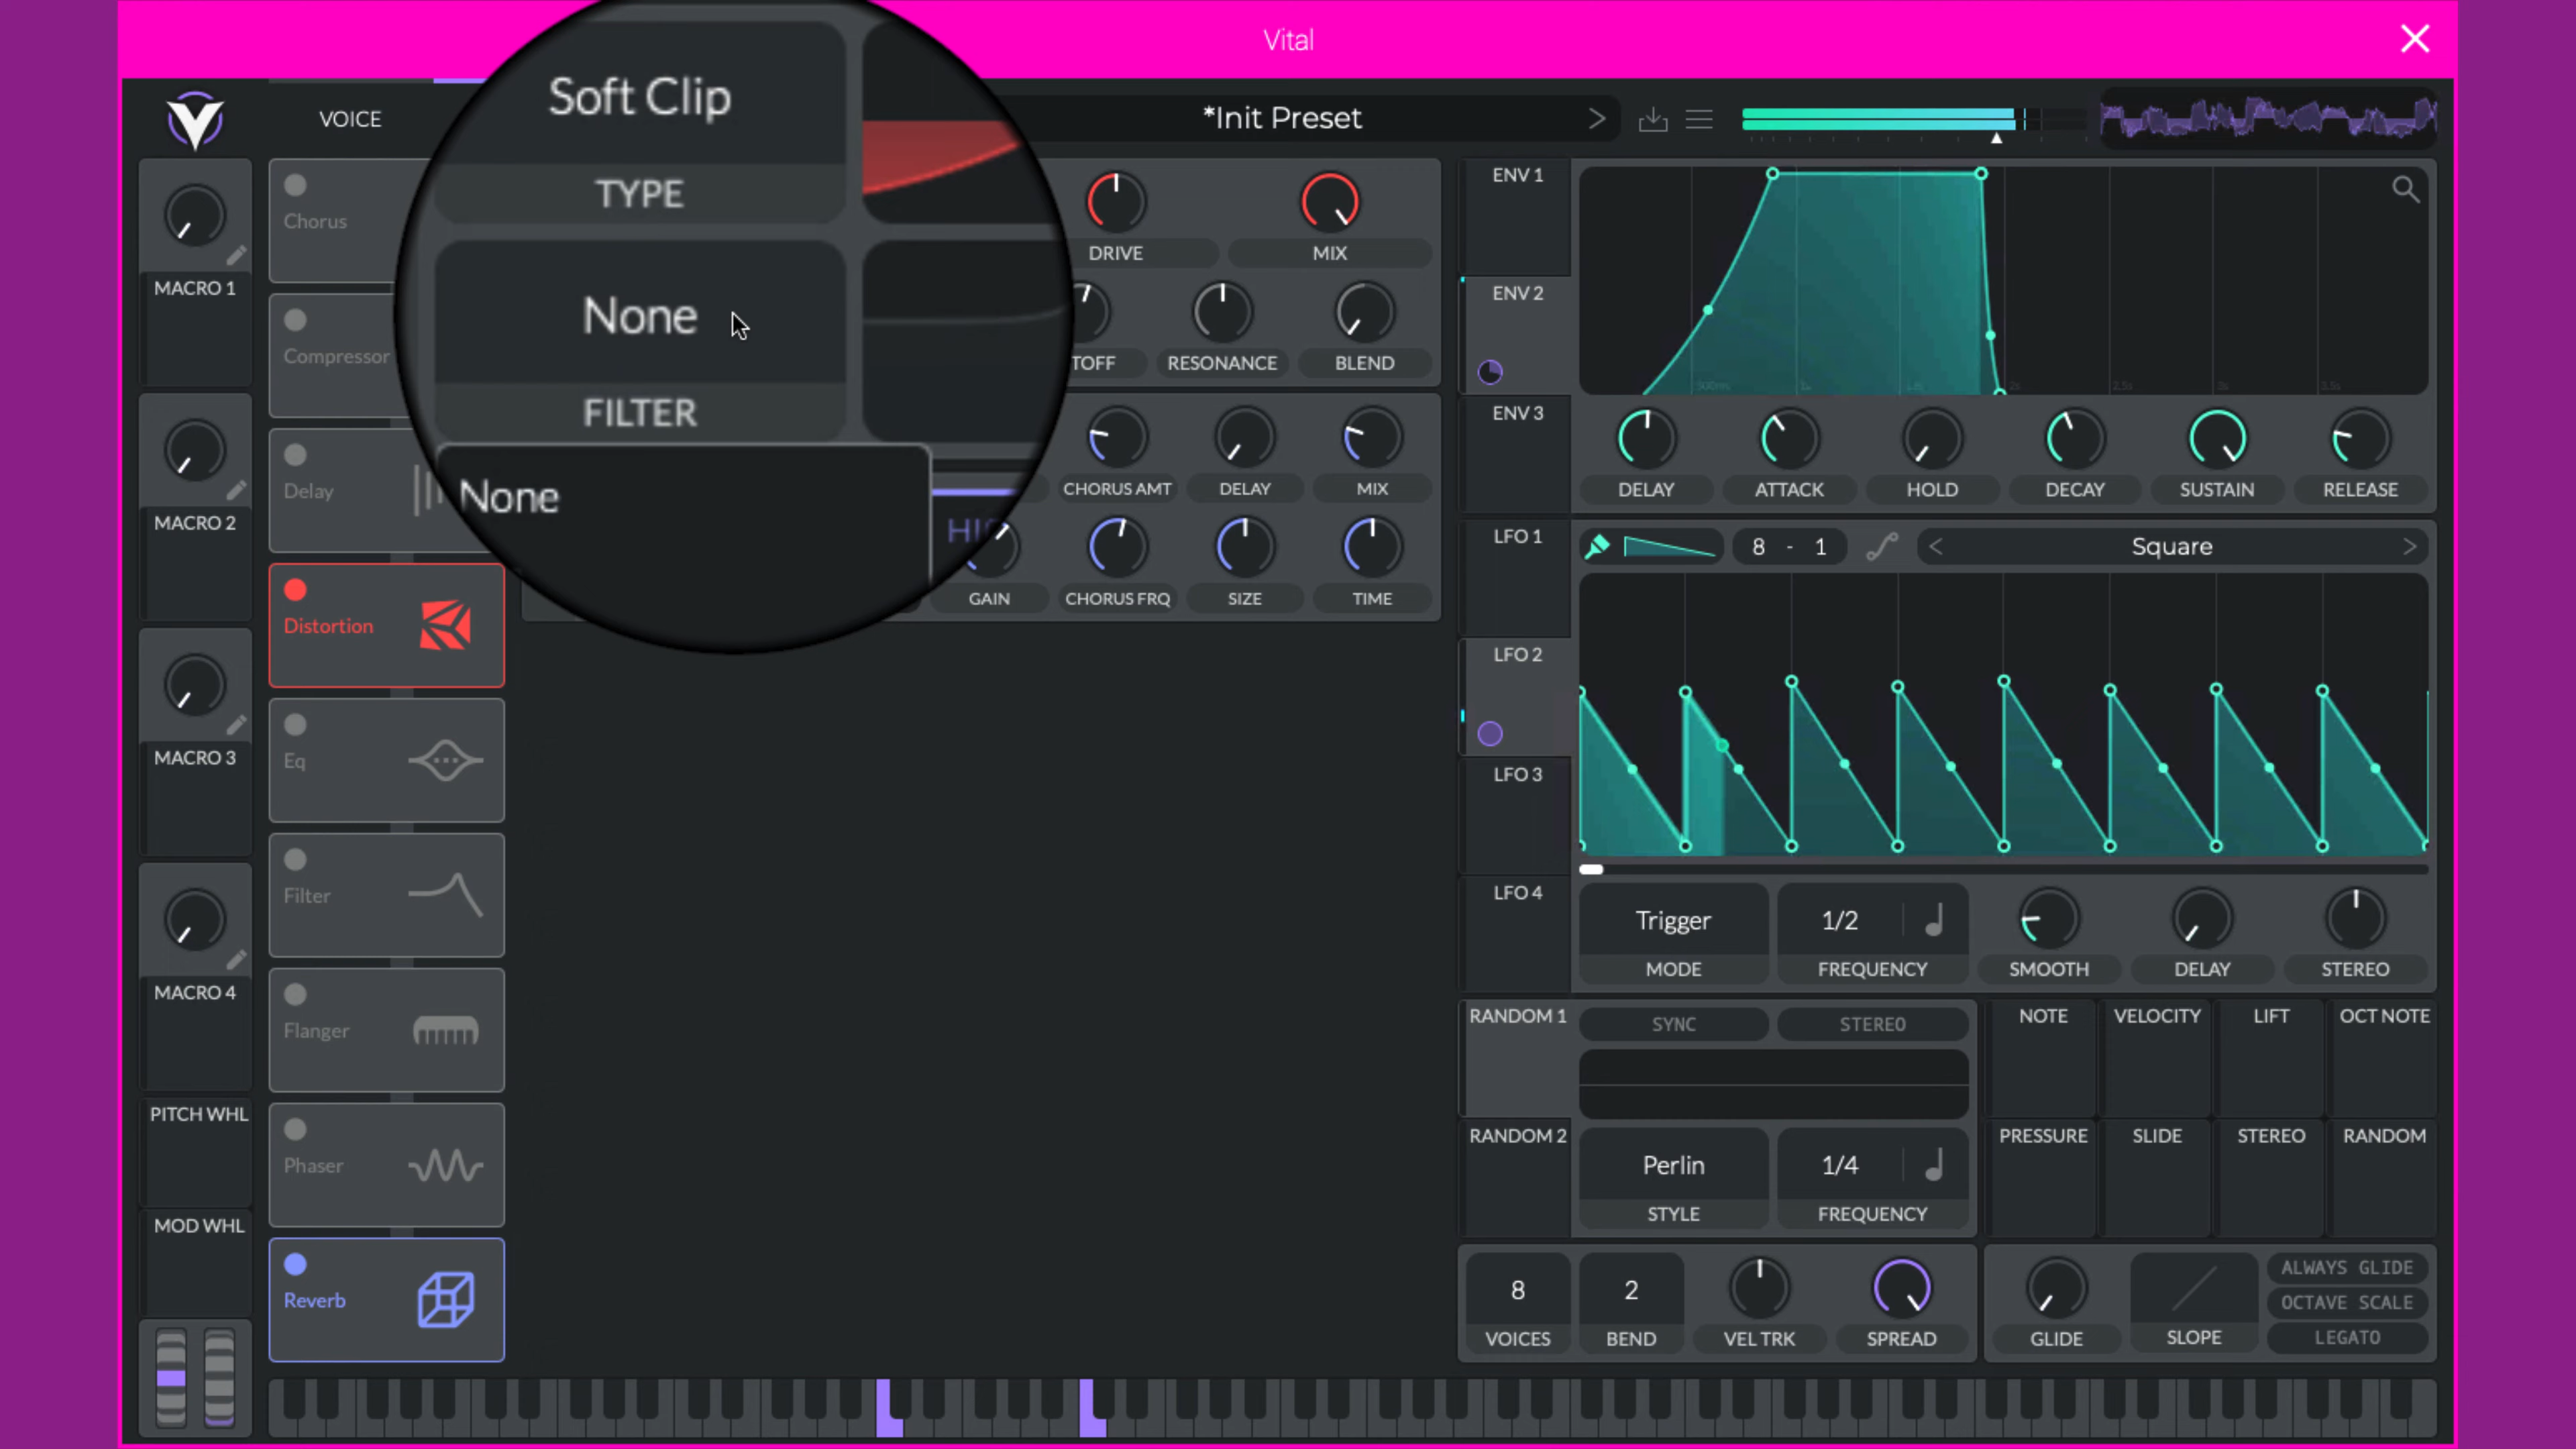 Vital
VOICE
*Init Preset
Soft Clip
TYPE
None
FILTER
None
HI
MACRO 1
MACRO 2
MACRO 3
MACRO 4
PITCH WHL
MOD WHL
Chorus
Compressor
Delay
Distortion
Eq
Filter
Flanger
Phaser
Reverb
DRIVE
MIX
TOFF
RESONANCE
BLEND
CHORUS AMT
DELAY
MIX
GAIN
CHORUS FRQ
SIZE
TIME
ENV 1
ENV 2
ENV 3
DELAY
ATTACK
HOLD
DECAY
SUSTAIN
RELEASE
LFO 1
LFO 2
LFO 3
LFO 4
8 - 1
Square
Trigger
MODE
1/2
FREQUENCY
SMOOTH
DELAY
STEREO
RANDOM 1
RANDOM 2
SYNC
STEREO
Perlin
STYLE
1/4
FREQUENCY
NOTE
VELOCITY
LIFT
OCT NOTE
PRESSURE
SLIDE
STEREO
RANDOM
8
VOICES
2
BEND
VEL TRK
SPREAD
GLIDE
SLOPE
ALWAYS GLIDE
OCTAVE SCALE
LEGATO